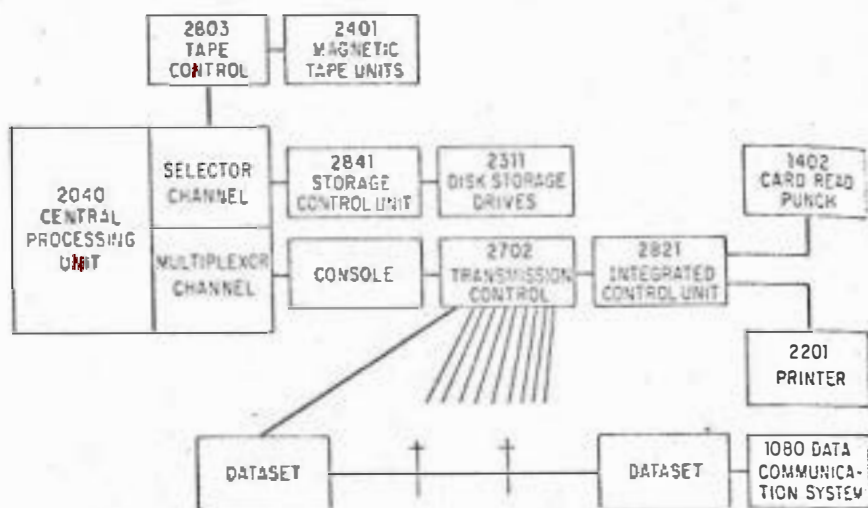 2803
TAPE
CONTROL
2401
MAGNETIC
TAPE UNITS
2040
CENTRAL
PROCESSING
UNIT
SELECTOR
CHANNEL
MULTIPLEXOR
CHANNEL
2841
STORAGE
CONTROL UNIT
2311
DISK STORAGE
DRIVES
CONSOLE
2702
TRANSMISSION
CONTROL
2821
INTEGRATED
CONTROL UNIT
1402
CARD READ
PUNCH
2201
PRINTER
DATASET
DATASET
1080 DATA
COMMUNICA-
TION SYSTEM